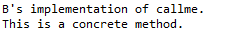 B's implementation of callme.
This is a concrete method.